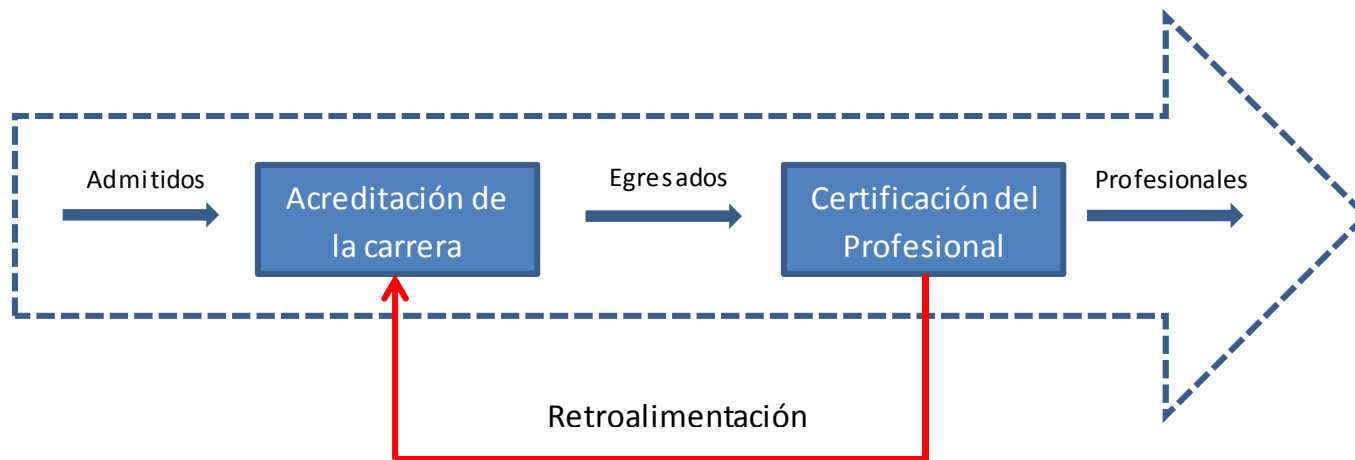 Admitidos
Acreditación de
la carrera
Egresados
Certificación del
Profesional
Profesionales
Retroalimentación